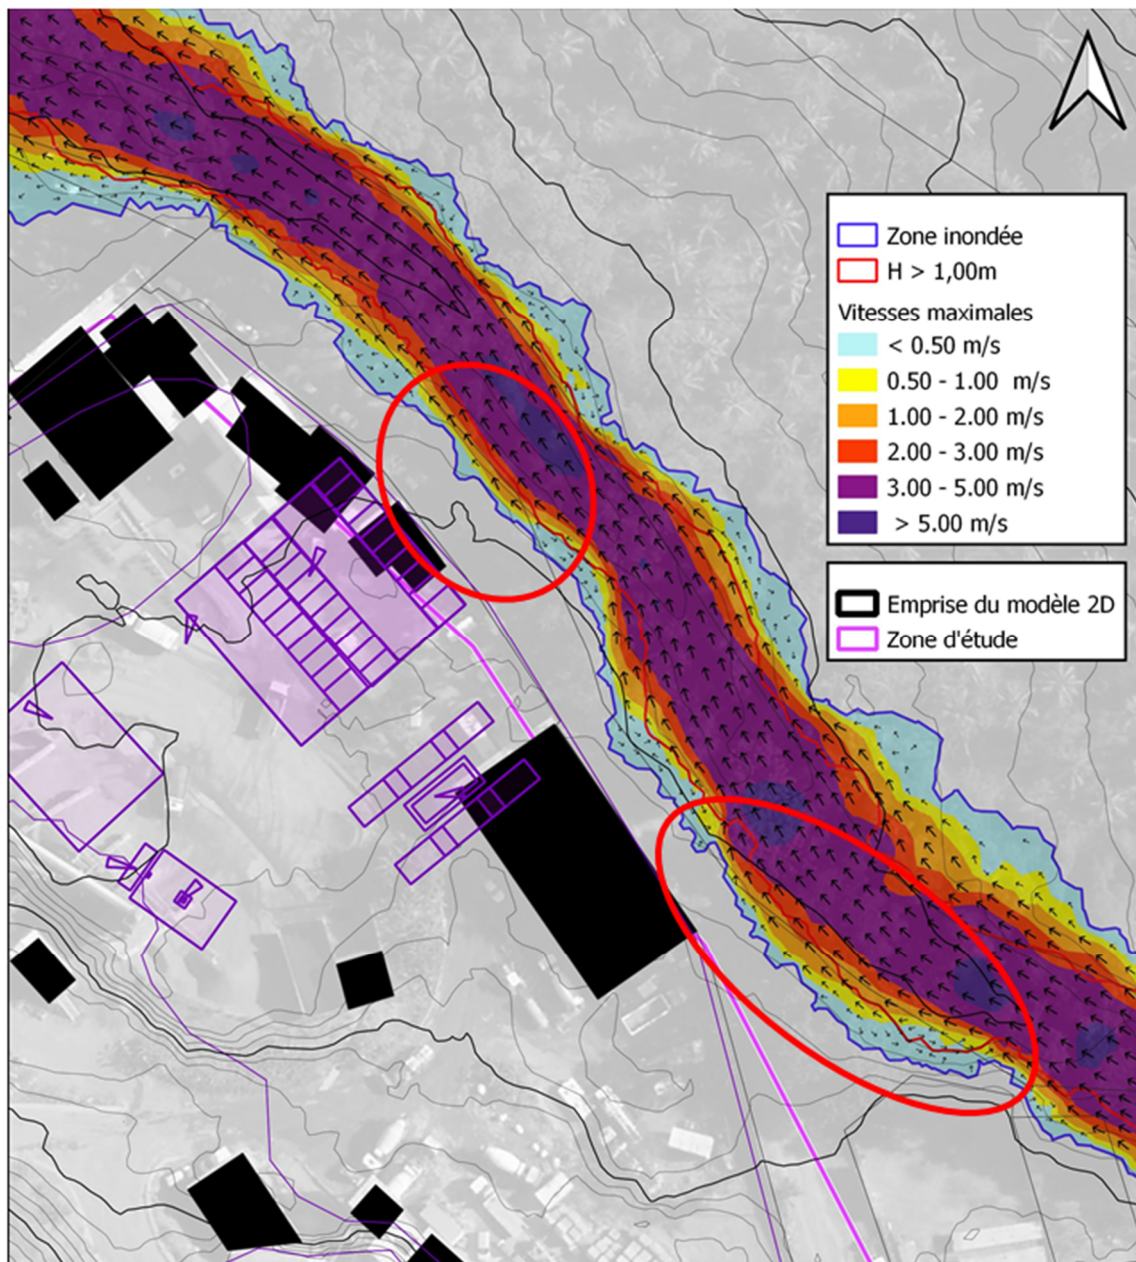 Zone inondée
H > 1,00m
Vitesses maximales
< 0.50 m/s
0.50 - 1.00 m/s
1.00 - 2.00 m/s
2.00 - 3.00 m/s
3.00 - 5.00 m/s
> 5.00 m/s
Emprise du modèle 2D
Zone d'étude